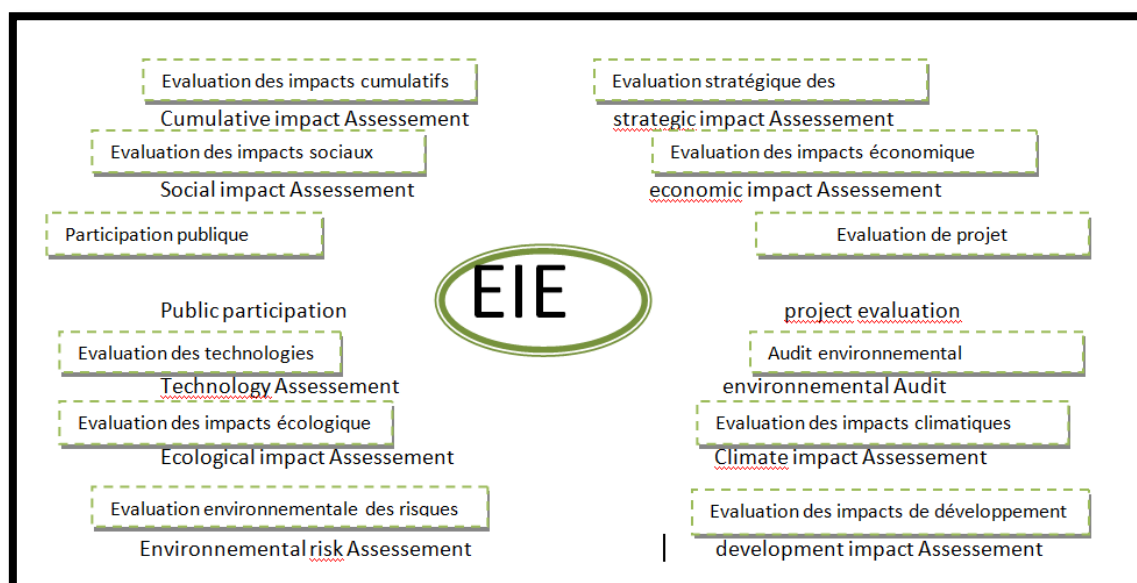 Evaluation des impacts cumulatifs
Evaluation stratégique des
Cumulative impact Assessement
strategic impact Assessement
Evaluation des impacts sociaux
Evaluation des impacts économique
Social impact Assessement
economic impact Assessement
Participation publique
Evaluation de projet
EIE
Public participation
project evaluation
Evaluation des technologies
Audit environnemental
Technology Assessement
environnemental Audit
Evaluation des impacts écologique
Evaluation des impacts climatiques
Ecological impact Assessement
Climate impact Assessement
Evaluation environnementale des risques
Evaluation des impacts de développement
Environnemental risk Assessement
development impact Assessement